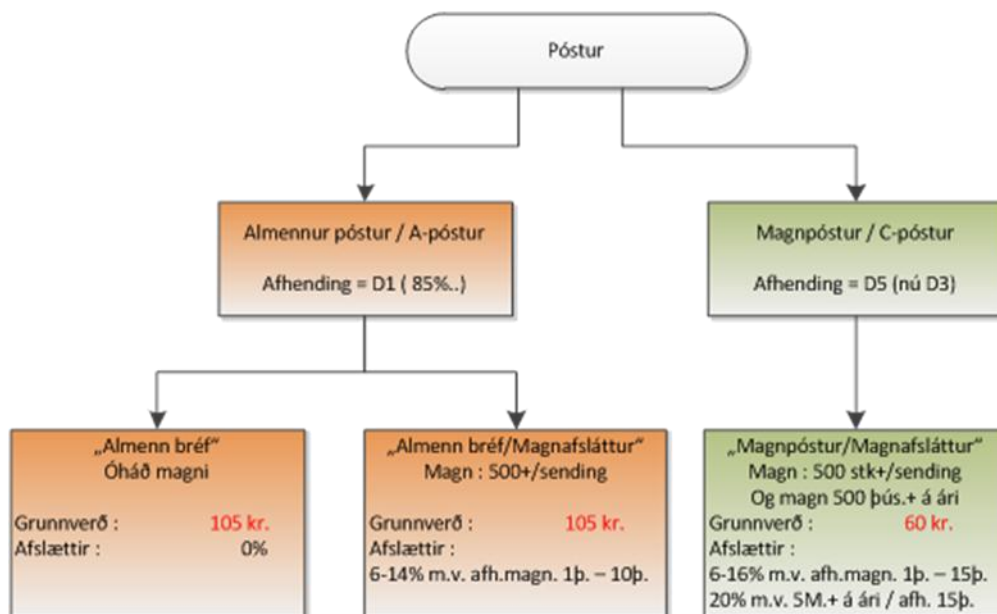 Póstur
Almennur póstur / A-póstur
Afhending = D1 ( 85%..)
Magnpóstur / C-póstur
Afhending = D5 (nú D3)
„Almenn bréf“
Óháð magni
Grunnverð : 105 kr.
Afslættir : 0%
„Almenn bréf/Magnafsláttur“
Magn : 500+/sending
Grunnverð : 105 kr.
Afslættir :
6-14% m.v. afh.magn. 1þ. – 10þ.
„Magnpóstur/Magnafsláttur“
Magn : 500 stk+/sending
Og magn 500 þús.+ á ári
Grunnverð : 60 kr.
Afslættir :
6-16% m.v. afh.magn. 1þ. – 15þ.
20% m.v. 5M.+ á ári / afh. 15þ.